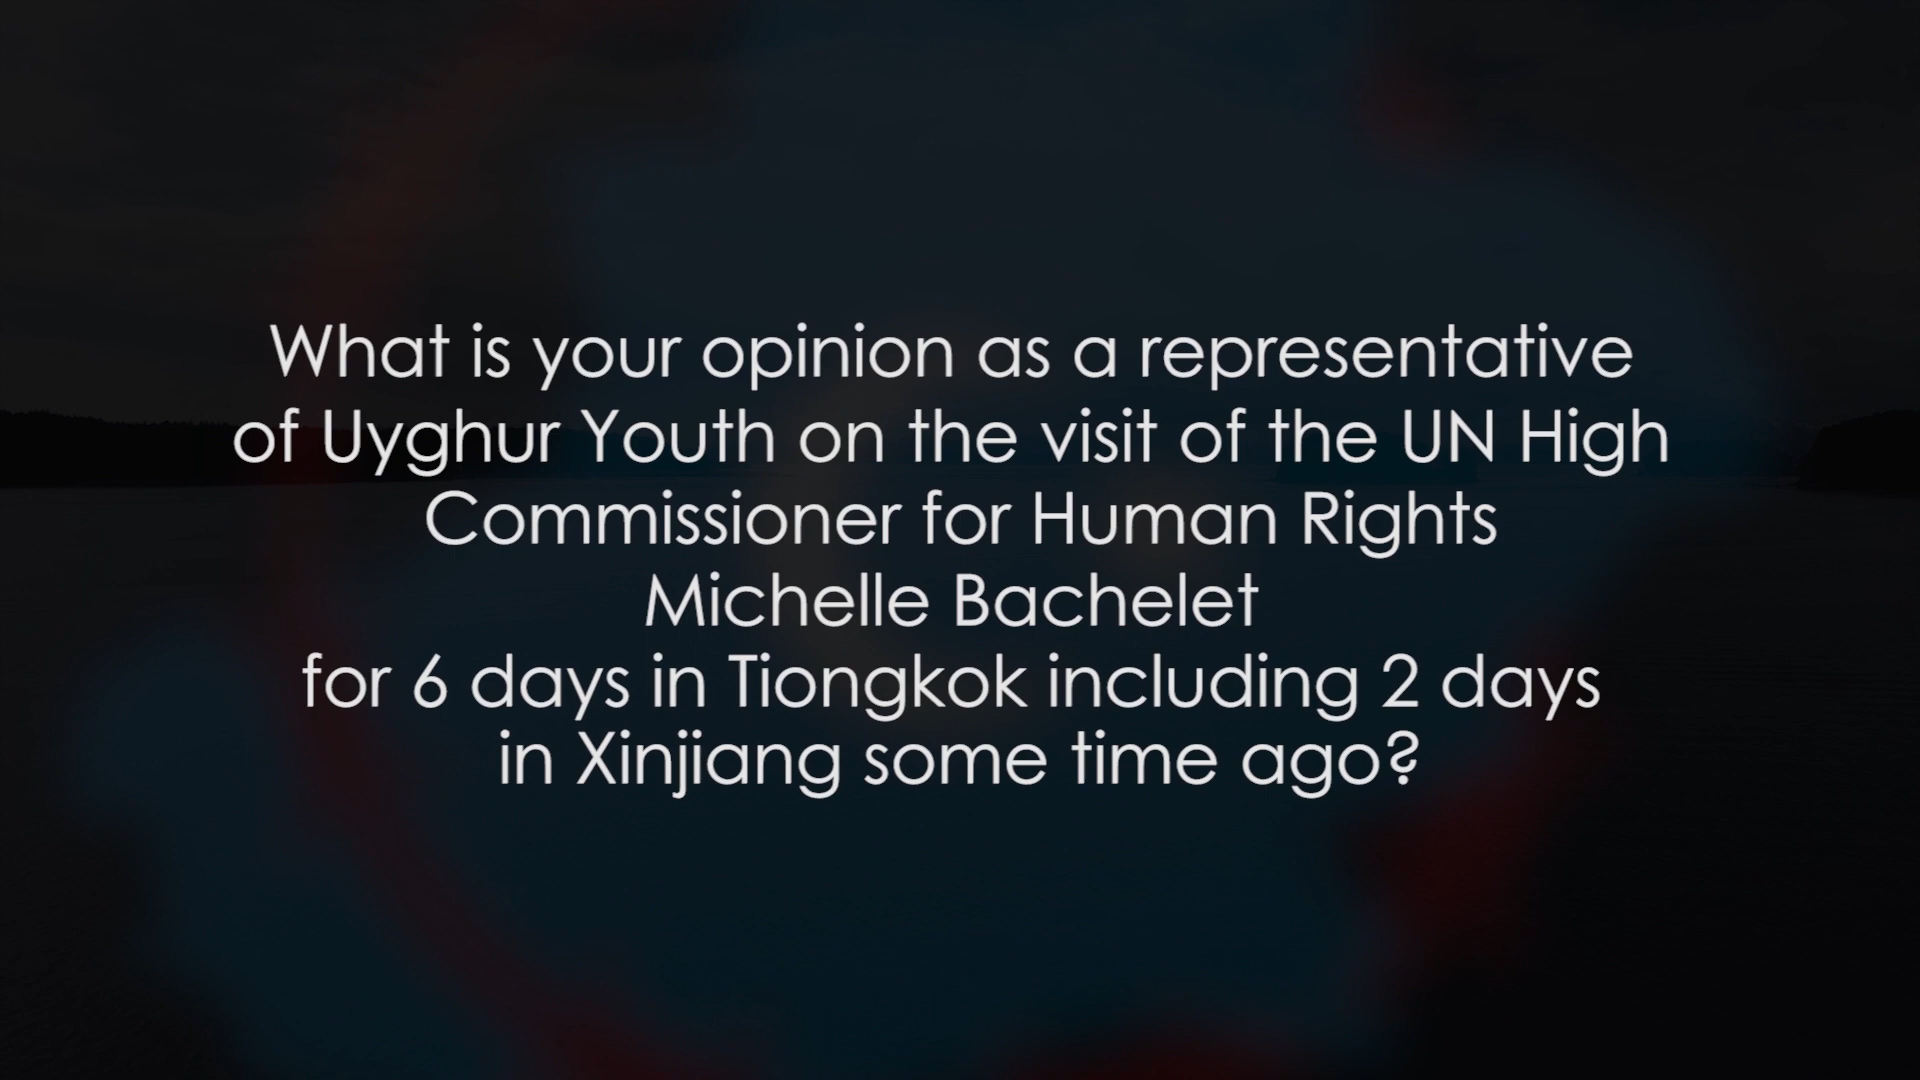 What is your opinion as a representative
of Uyghur Youth on the visit of the UN High
Commissioner for Human Rights
Michelle Bachelet
for 6 days in Tiongkok including 2 days
in Xinjiang some time ago?